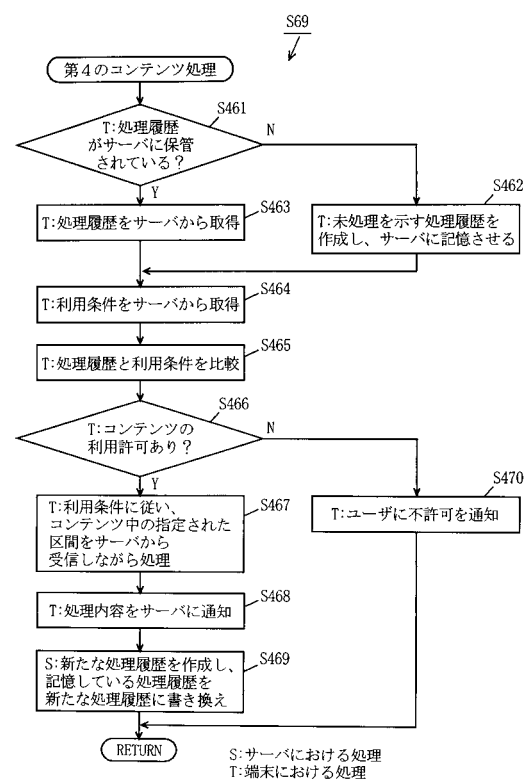 S69
第4のコンテンツ処理
S461
T:処理履歴
がサーバに保管
されている?
N
Y
S462
T:未処理を示す処理履歴を
作成し、サーバに記憶させる
S463
T:処理履歴をサーバから取得
S464
T:利用条件をサーバから取得
S465
T:処理履歴と利用条件を比較
S466
T:コンテンツの
利用許可あり?
N
Y
S470
T:ユーザに不許可を通知
S467
T:利用条件に従い、
コンテンツ中の指定された
区間をサーバから
受信しながら処理
S468
T:処理内容をサーバに通知
S469
S:新たな処理履歴を作成し、
記憶している処理履歴を
新たな処理履歴に書き換え
RETURN
S:サーバにおける処理
T:端末における処理